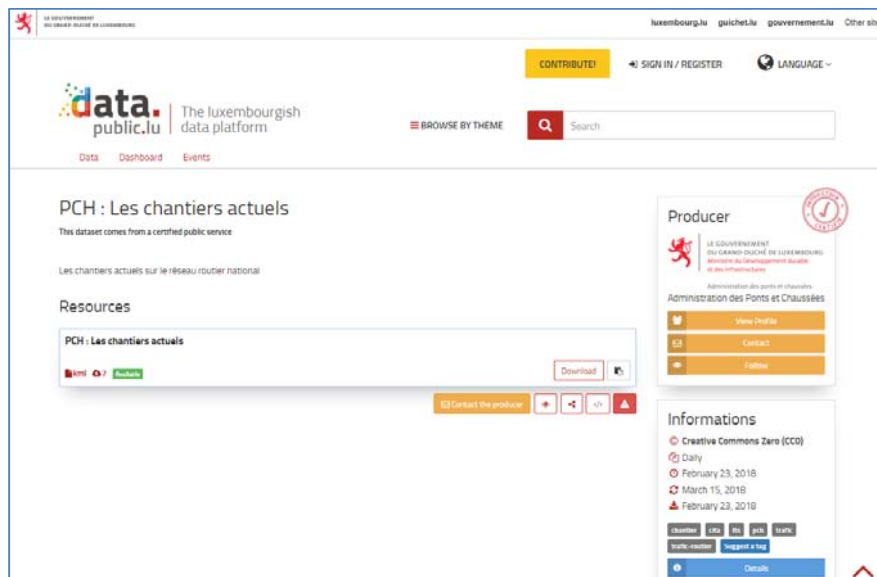 LE GOUVERNEMENT
DU GRAND-DUCHÉ DE LUXEMBOURG
luxembourg.lu guichet.lu gouvernement.lu Other site
CONTRIBUTE!
SIGN IN / REGISTER
LANGUAGE
data.
public.lu
The luxembourgish
data platform
BROWSE BY THEME
Search
Data Dashboard Events
PCH : Les chantiers actuels
This dataset comes from a certified public service
Les chantiers actuels sur le réseau routier national
Resources
PCH : Les chantiers actuels
kml 7 Available
Download
Contact the producer
Producer
LE GOUVERNEMENT
DU GRAND-DUCHÉ DE LUXEMBOURG
Ministère du Développement durable
et des Infrastructures
Administration des ponts et chaussées
Administration des Ponts et Chaussées
View Profile
Contact
Follow
Informations
Creative Commons Zero (CC0)
Daily
February 23, 2018
March 15, 2018
February 23, 2018
chantier cita its pch trafic
trafic-routier Suggest a tag
Details